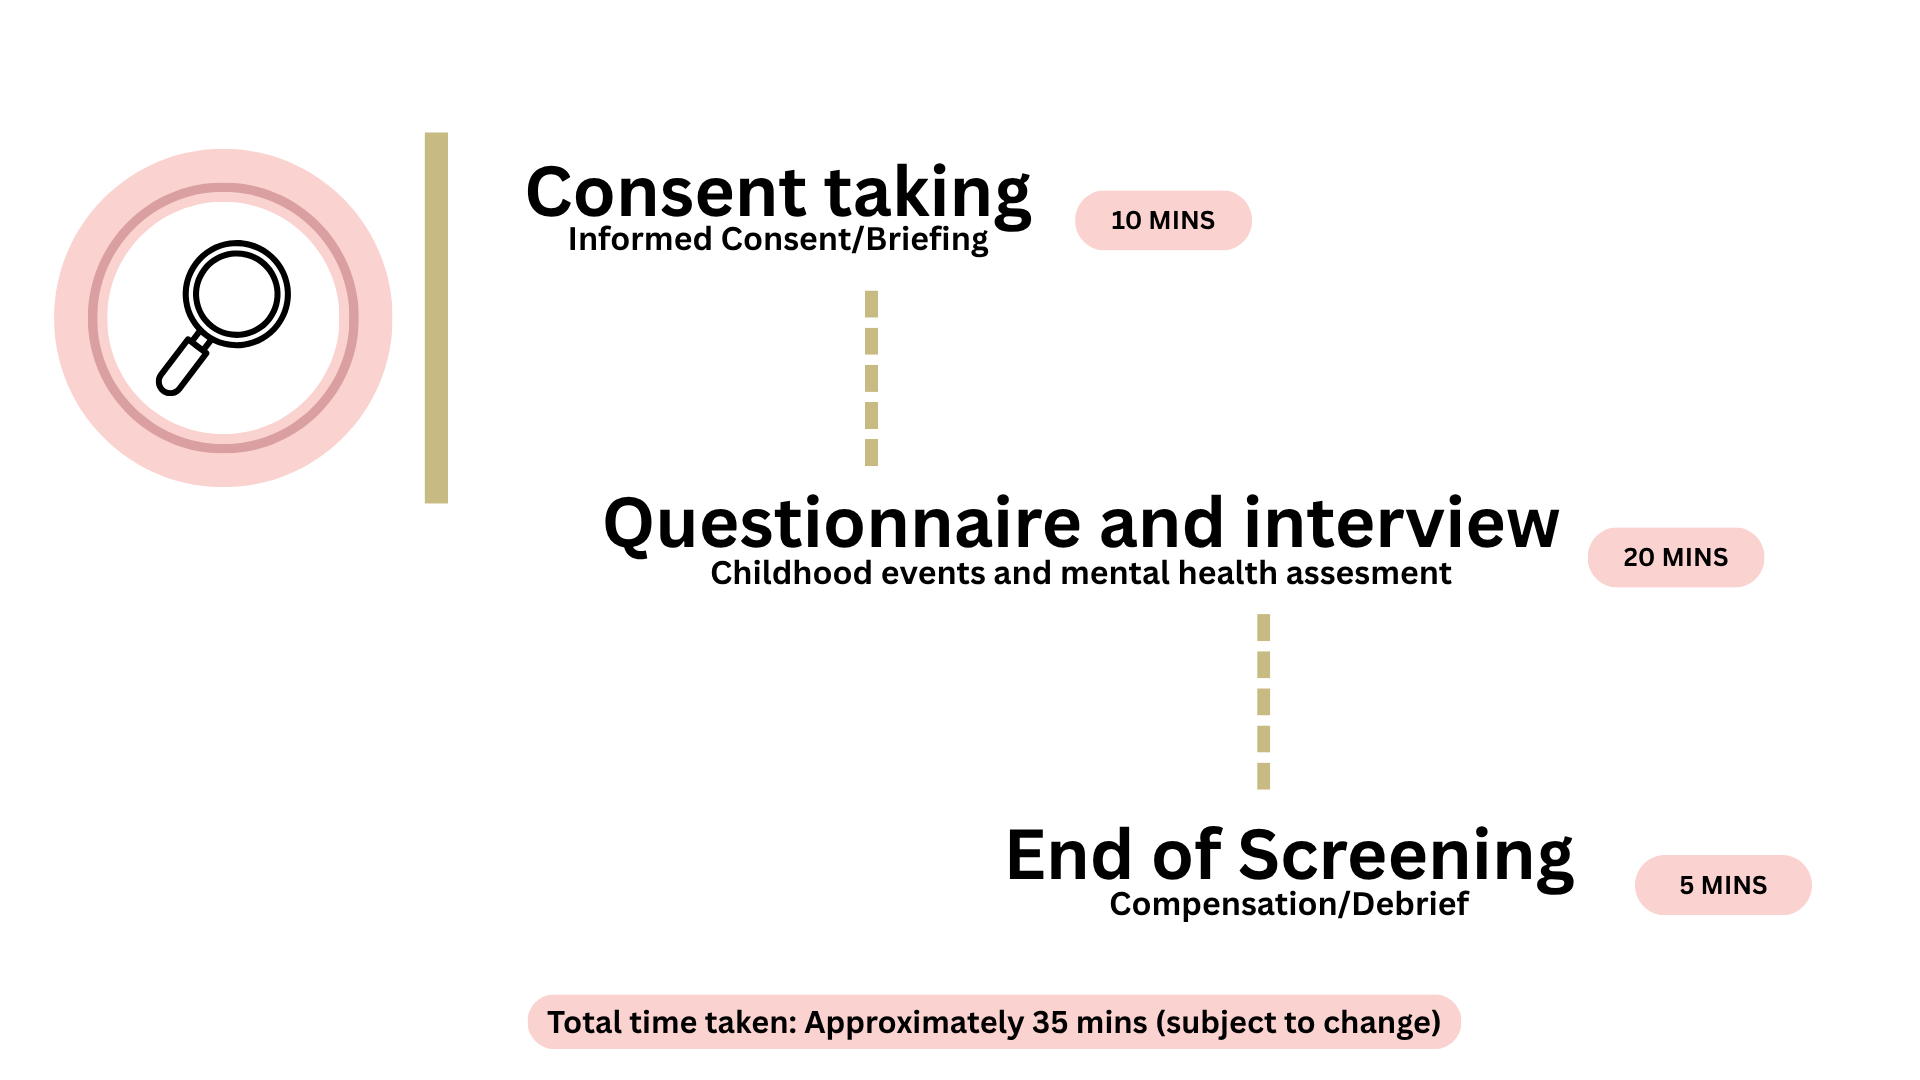 Consent taking
Informed Consent/Briefing
10 MINS
Questionnaire and interview
Childhood events and mental health assesment
20 MINS
End of Screening
Compensation/Debrief
5 MINS
Total time taken: Approximately 35 mins (subject to change)